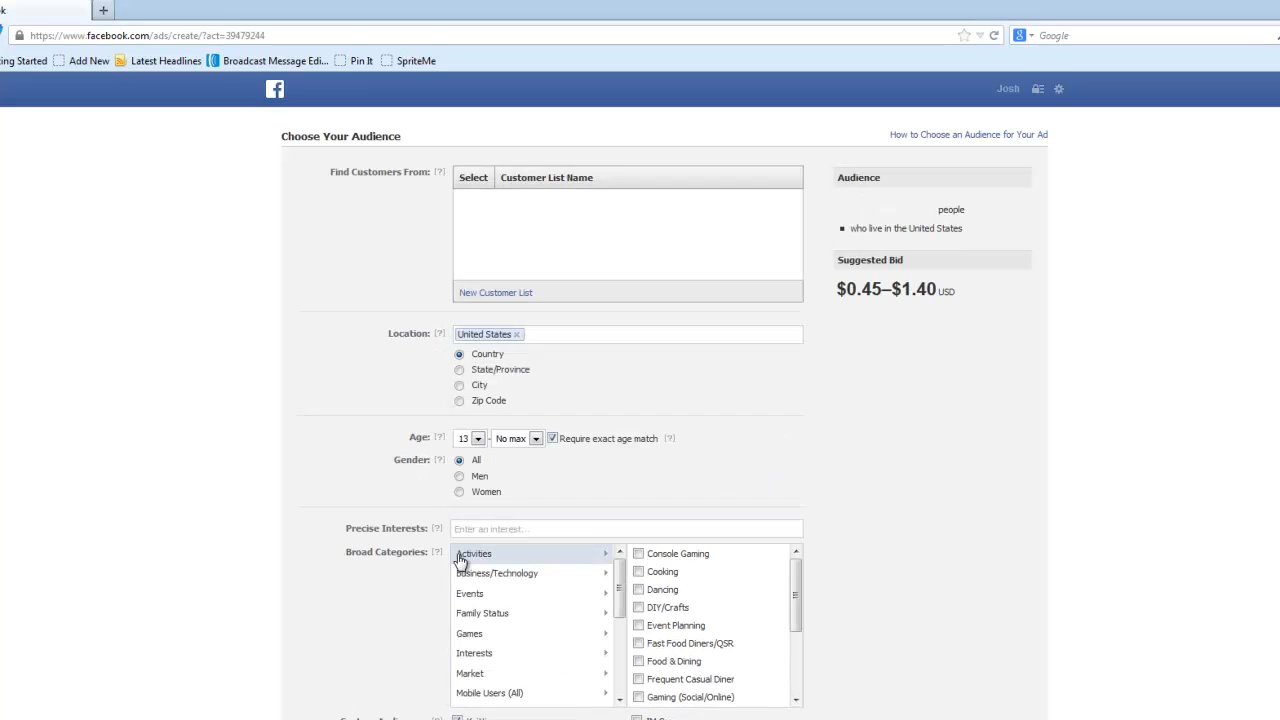 ok +
https://www.facebook.com/ads/create/?act=39479244 Google
ing Started Add New Latest Headlines Broadcast Message Edi... Pin It SpriteMe
f Josh
Choose Your Audience How to Choose an Audience for Your Ad
Find Customers From: [?] Select Customer List Name
New Customer List
Audience
people
who live in the United States
Suggested Bid
$0.45–$1.40 USD
Location: [?] United States ×
Country
State/Province
City
Zip Code
Age: [?] 13 - No max Require exact age match [?]
Gender: [?] All
Men
Women
Precise Interests: [?] Enter an interest...
Broad Categories: [?] Activities Console Gaming
Business/Technology Cooking
Events Dancing
Family Status DIY/Crafts
Games Event Planning
Interests Fast Food Diners/QSR
Market Food & Dining
Mobile Users (All) Frequent Casual Diner
Gaming (Social/Online)